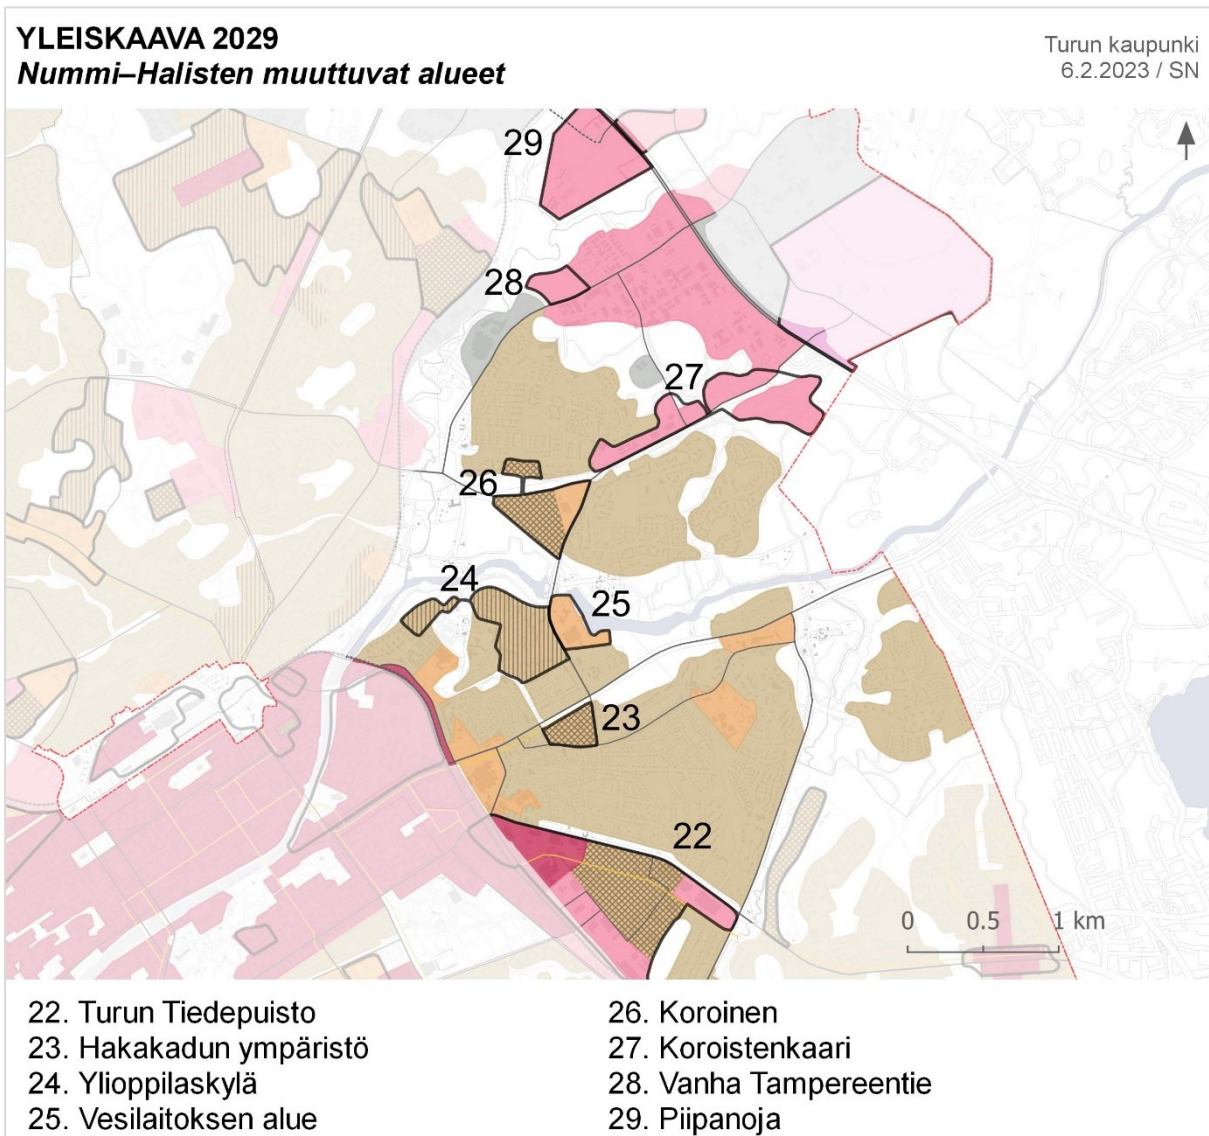 YLEISKAAVA 2029
Nummi–Halisten muuttuvat alueet
Turun kaupunki
6.2.2023 / SN
29
28
27
26
24
25
23
22
0 0.5 1 km
22. Turun Tiedepuisto
23. Hakakadun ympäristö
24. Ylioppilaskylä
25. Vesilaitoksen alue
26. Koroinen
27. Koroistenkaari
28. Vanha Tampereentie
29. Piipanoja